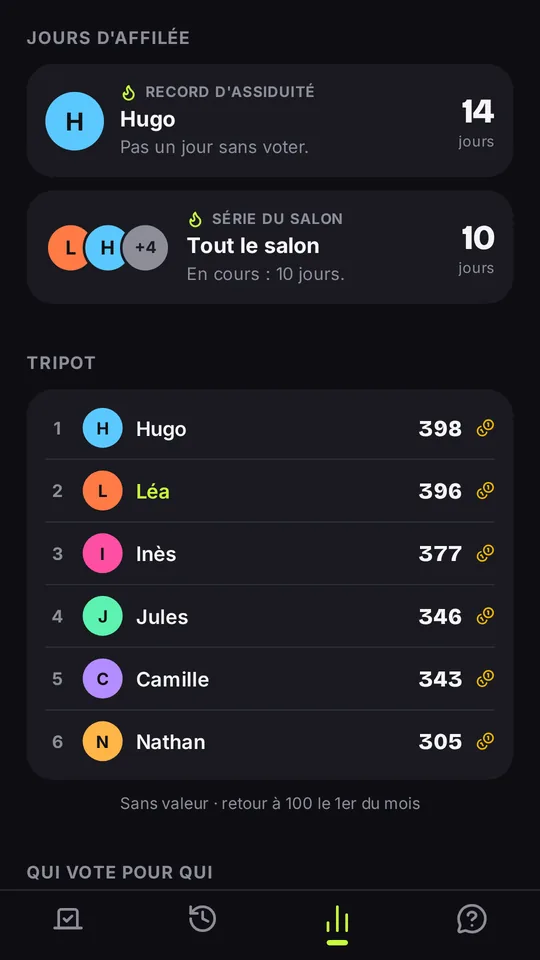 JOURS D'AFFILÉE
H
RECORD D'ASSIDUITÉ
Hugo
Pas un jour sans voter.
14
jours
L
H
+4
SÉRIE DU SALON
Tout le salon
En cours : 10 jours.
10
jours
TRIPOT
1 H Hugo 398
2 L Léa 396
3 I Inès 377
4 J Jules 346
5 C Camille 343
6 N Nathan 305
Sans valeur · retour à 100 le 1er du mois
QUI VOTE POUR QUI